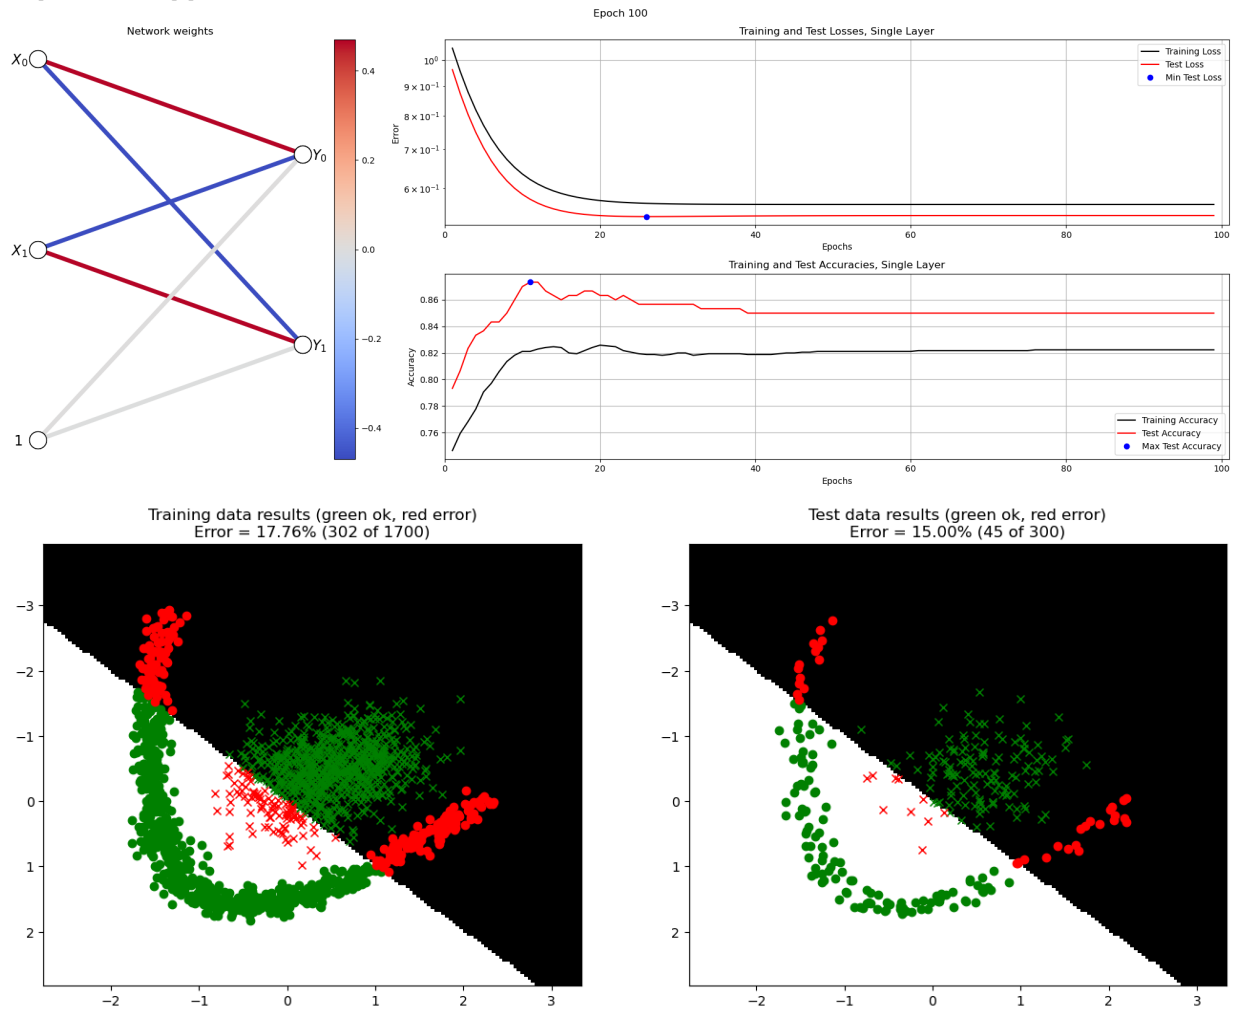 Epoch 100
Network weights
X0
X1
1
Y0
Y1
0.4
0.2
0.0
−0.2
−0.4
Training and Test Losses, Single Layer
Error
10^0
9 × 10^−1
8 × 10^−1
7 × 10^−1
6 × 10^−1
Training Loss
Test Loss
Min Test Loss
0 20 40 60 80 100
Epochs
Training and Test Accuracies, Single Layer
Accuracy
0.86
0.84
0.82
0.80
0.78
0.76
Training Accuracy
Test Accuracy
Max Test Accuracy
0 20 40 60 80 100
Epochs
Training data results (green ok, red error)
Error = 17.76% (302 of 1700)
−3
−2
−1
0
1
2
−2 −1 0 1 2 3
Test data results (green ok, red error)
Error = 15.00% (45 of 300)
−3
−2
−1
0
1
2
−2 −1 0 1 2 3